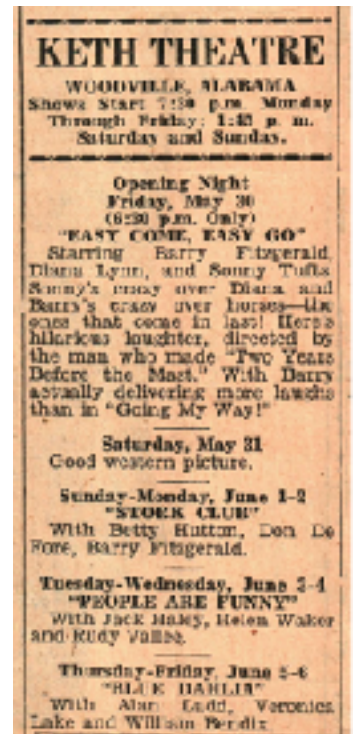 KETH THEATRE
WOODVILLE, ALABAMA
Shows Start 7:30 p.m. Monday
Through Friday; 1:45 p. m.
Saturday and Sunday.
Opening Night
Friday, May 30
(6:30 p.m. Only)
"EAST COME, EASY GO"
Starring Barry Fitzgerald,
Diana Lynn, and Sonny Tufts.
Sonny's crazy over Diana and
Barry's crazy over horses—the
ones that come in last! Here's
hilarious laughter, directed by
the man who made "Two Years
Before the Mast." With Barry
actually delivering more laughs
than in "Going My Way!"
Saturday, May 31
Good western picture.
Sunday-Monday, June 1-2
"STORK CLUB"
With Betty Hutton, Don De
Fore, Barry Fitzgerald.
Tuesday-Wednesday, June 3-4
"PEOPLE ARE FUNNY"
With Jack Haley, Helen Waker
and Rudy Vallee.
Thursday-Friday, June 5-6
"BLUE DAHLIA"
With Alan Ladd, Veronica
Lake and William Bendix